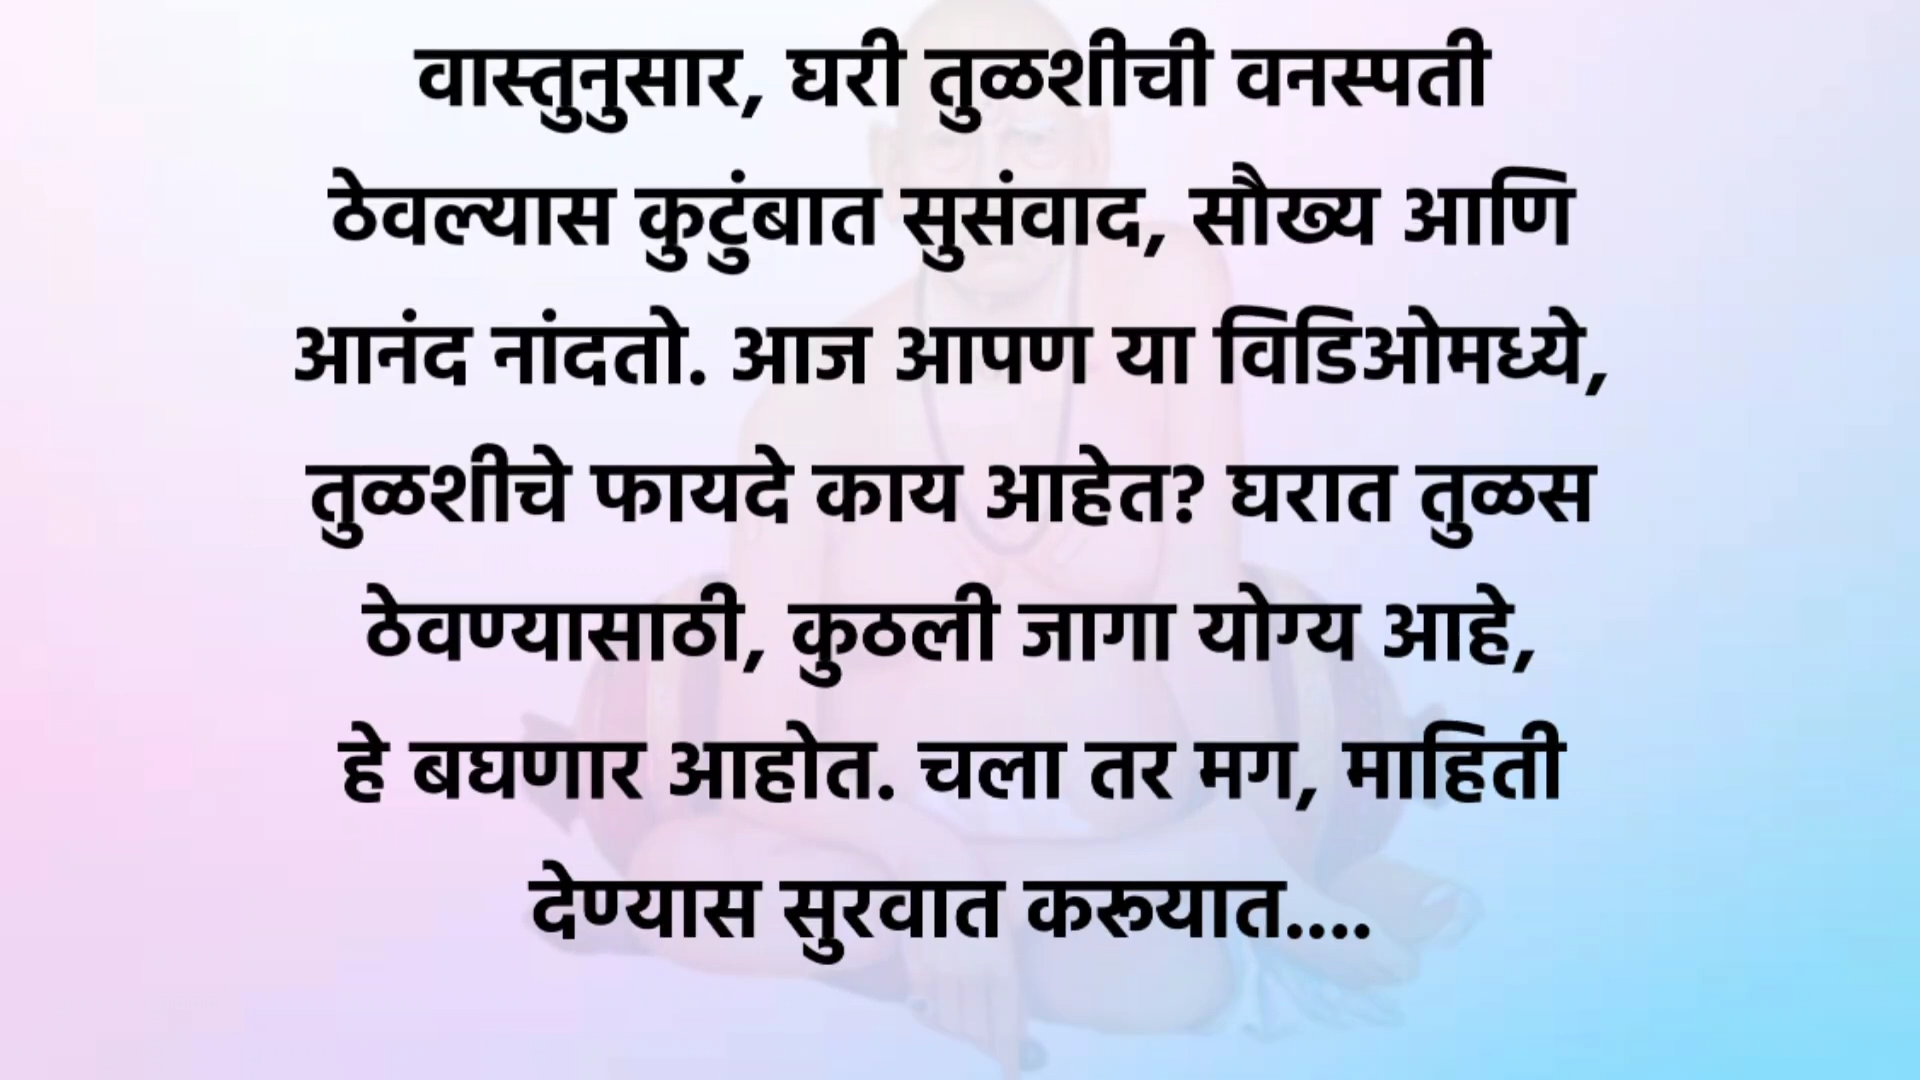 वास्तुनुसार, घरी तुळशीची वनस्पती
ठेवल्यास कुटुंबात सुसंवाद, सौख्य आणि
आनंद नांदतो. आज आपण या विडिओमध्ये,
तुळशीचे फायदे काय आहेत? घरात तुळस
ठेवण्यासाठी, कुठली जागा योग्य आहे,
हे बघणार आहोत. चला तर मग, माहिती
देण्यास सुरवात करूयात....